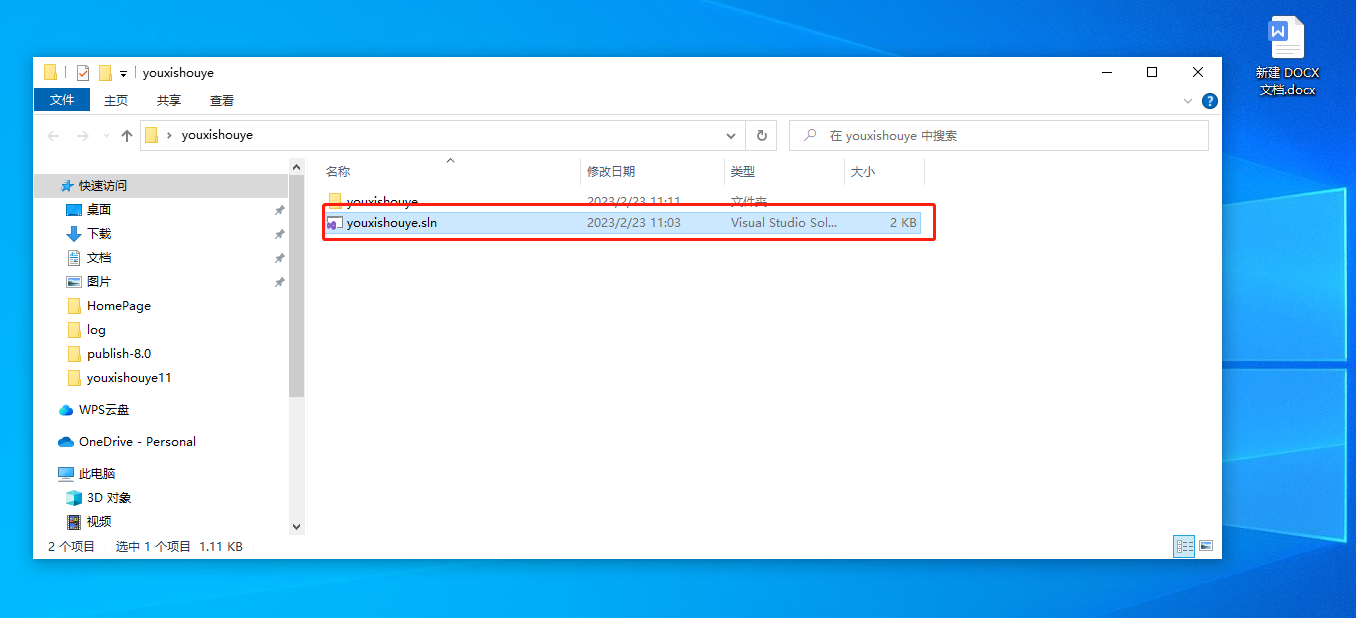 youxishouye
新建 DOCX
文档.docx
文件 主页 共享 查看
youxishouye
在 youxishouye 中搜索
名称 修改日期 类型 大小
快速访问
桌面
下载
文档
图片
HomePage
log
publish-8.0
youxishouye11
WPS云盘
OneDrive - Personal
此电脑
3D 对象
视频
youxishouye 2023/2/23 11:11 文件夹
youxishouye.sln 2023/2/23 11:03 Visual Studio Sol... 2 KB
2 个项目 选中 1 个项目 1.11 KB